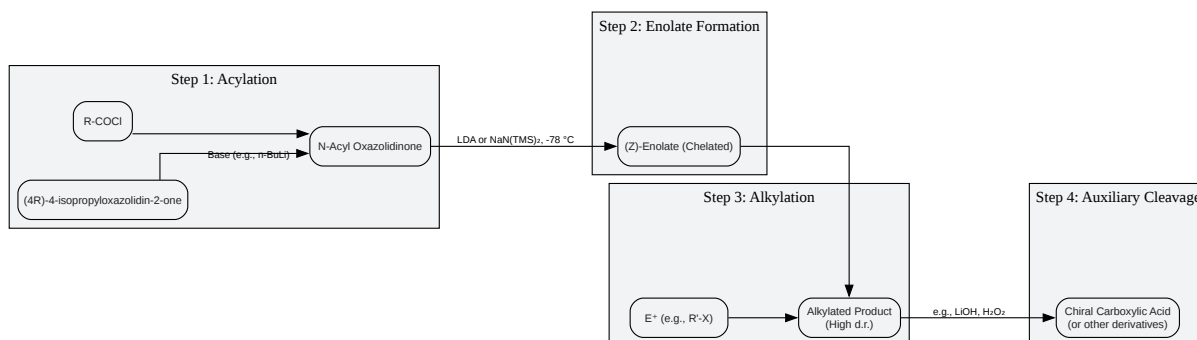 Step 1: Acylation
R-COCl
Base (e.g., n-BuLi)
(4R)-4-isopropyloxazolidin-2-one
N-Acyl Oxazolidinone
LDA or NaN(TMS)₂, -78 °C
Step 2: Enolate Formation
(Z)-Enolate (Chelated)
Step 3: Alkylation
E⁺ (e.g., R'-X)
Alkylated Product
(High d.r.)
e.g., LiOH, H₂O₂
Step 4: Auxiliary Cleavage
Chiral Carboxylic Acid
(or other derivatives)